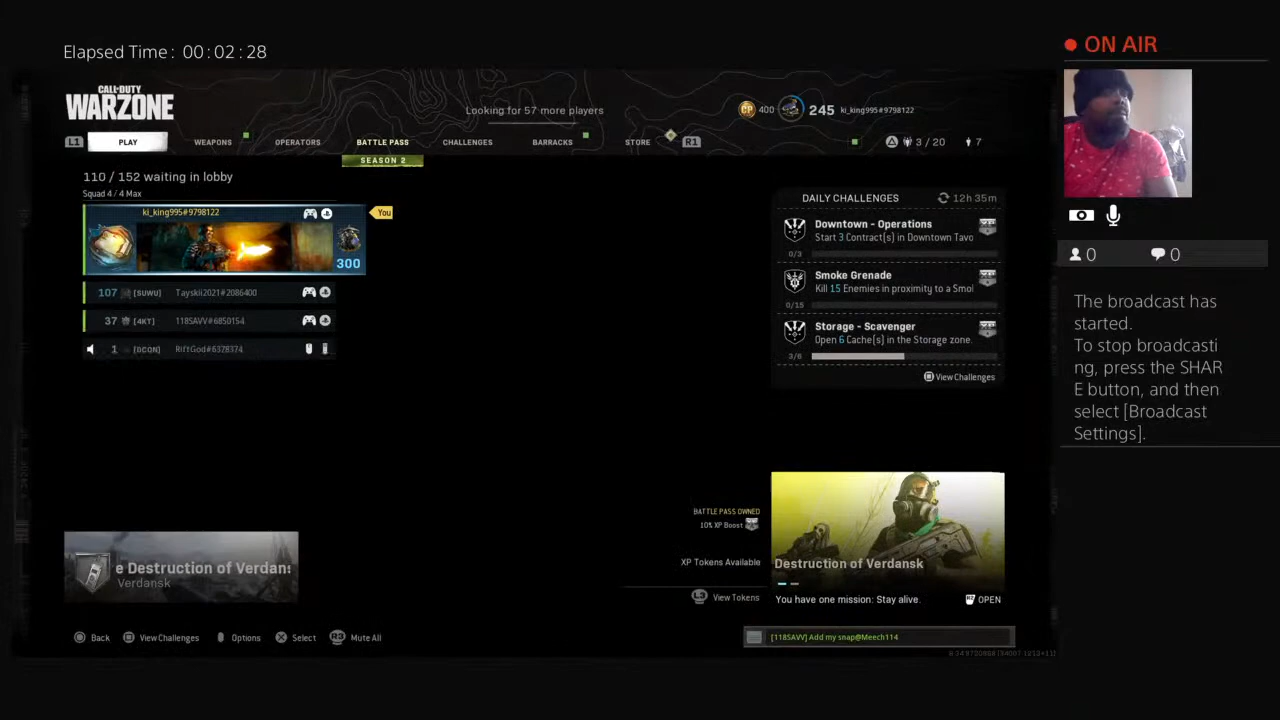 Elapsed Time: 00:02:28
ON AIR
CALL·DUTY
WARZONE
Looking for 57 more players
CP 400 245 ki_king995#9798122
L1 PLAY WEAPONS OPERATORS BATTLE PASS CHALLENGES BARRACKS STORE R1 3 / 20 7
SEASON 2
110 / 152 waiting in lobby
Squad 4 / 4 Max
ki_king995#9798122
You
300
107 [SUWU] Tayskii2021#2086400
37 [4KT] 118SAVV#6850154
1 [DCON] RiftGod#6378374
DAILY CHALLENGES 12h 35m
Downtown - Operations
Start 3 Contract(s) in Downtown Tavo
0/3
Smoke Grenade
Kill 15 Enemies in proximity to a Smol
0/15
Storage - Scavenger
Open 6 Cache(s) in the Storage zone.
3/6
View Challenges
0 0
The broadcast has
started.
To stop broadcasti
ng, press the SHAR
E button, and then
select [Broadcast
Settings].
BATTLE PASS OWNED
10% XP Boost
XP Tokens Available
L3 View Tokens
Destruction of Verdansk
You have one mission: Stay alive.
OPEN
e Destruction of Verdans
Verdansk
Back View Challenges Options Select R3 Mute All
[118SAVV] Add my snap@Meech114